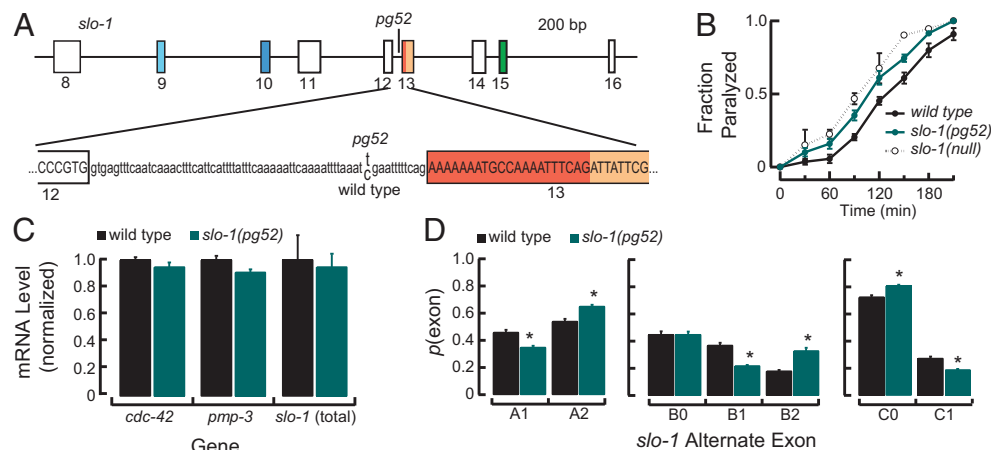 A
slo-1
pg52
200 bp
8 9 10 11 12 13 14 15 16
pg52
...CCCGTGgtgagtttcaatcaaactttcattcattttatttcaaaaattcaaaattttaaat t/c gaatttttcagAAAAAAATGCCAAAATTTCAGATTATTCG...
wild type
12 13
B
Fraction Paralyzed
1.0
0.5
0
wild type
slo-1(pg52)
slo-1(null)
0 60 120 180
Time (min)
C
wild type slo-1(pg52)
mRNA Level (normalized)
1.0
0.8
0.6
0.4
0.2
0
cdc-42 pmp-3 slo-1 (total)
Gene
D
wild type slo-1(pg52)
p(exon)
1.0
0.8
0.6
0.4
0.2
0
* * * * * *
A1 A2 B0 B1 B2 C0 C1
slo-1 Alternate Exon